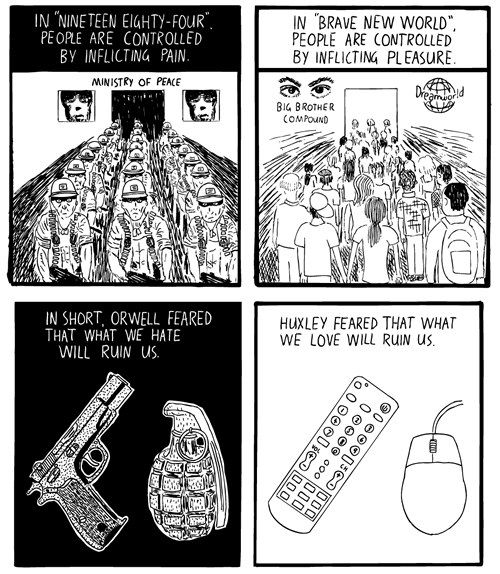 IN "NINETEEN EIGHTY-FOUR".
PEOPLE ARE CONTROLLED
BY INFLICTING PAIN.
MINISTRY OF PEACE
IN "BRAVE NEW WORLD",
PEOPLE ARE CONTROLLED
BY INFLICTING PLEASURE.
BIG BROTHER
COMPOUND
Dreamworld
IN SHORT, ORWELL FEARED
THAT WHAT WE HATE
WILL RUIN US.
HUXLEY FEARED THAT WHAT
WE LOVE WILL RUIN US.
VOL
CH